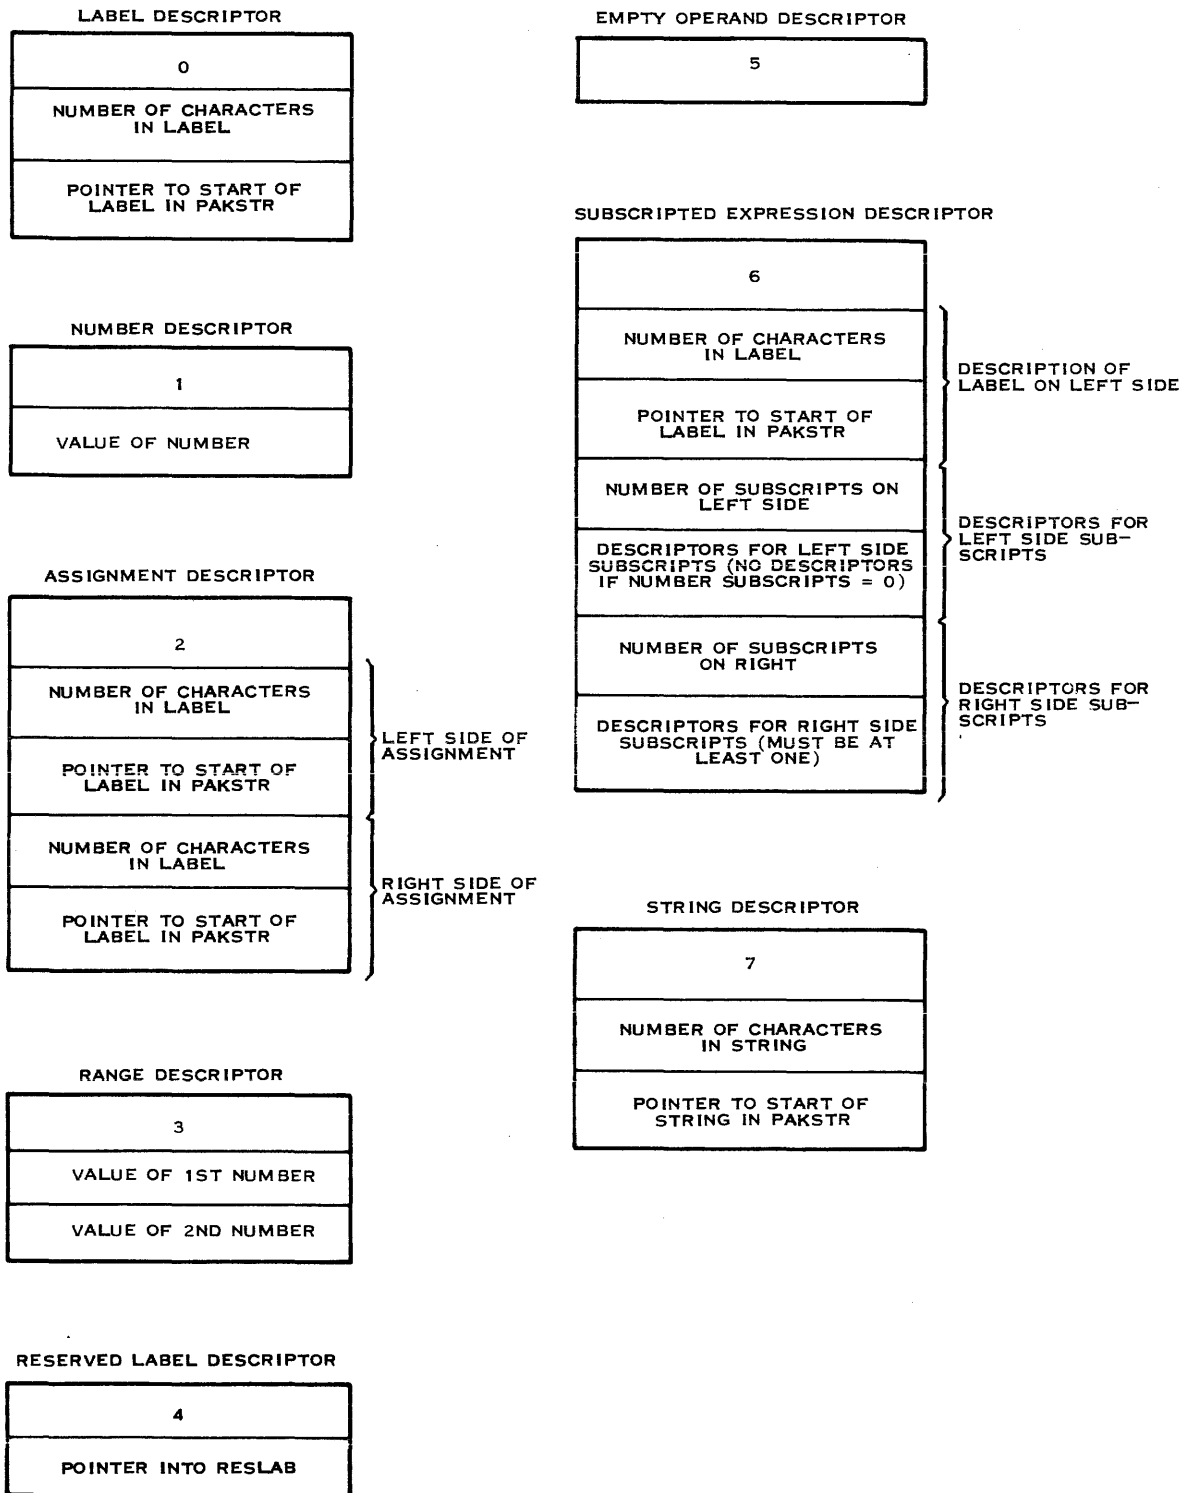 LABEL DESCRIPTOR
0
NUMBER OF CHARACTERS
IN LABEL
POINTER TO START OF
LABEL IN PAKSTR
NUMBER DESCRIPTOR
1
VALUE OF NUMBER
ASSIGNMENT DESCRIPTOR
2
NUMBER OF CHARACTERS
IN LABEL
POINTER TO START OF
LABEL IN PAKSTR
LEFT SIDE OF
ASSIGNMENT
NUMBER OF CHARACTERS
IN LABEL
POINTER TO START OF
LABEL IN PAKSTR
RIGHT SIDE OF
ASSIGNMENT
RANGE DESCRIPTOR
3
VALUE OF 1ST NUMBER
VALUE OF 2ND NUMBER
RESERVED LABEL DESCRIPTOR
4
POINTER INTO RESLAB
EMPTY OPERAND DESCRIPTOR
5
SUBSCRIPTED EXPRESSION DESCRIPTOR
6
NUMBER OF CHARACTERS
IN LABEL
POINTER TO START OF
LABEL IN PAKSTR
DESCRIPTION OF
LABEL ON LEFT SIDE
NUMBER OF SUBSCRIPTS ON
LEFT SIDE
DESCRIPTORS FOR LEFT SIDE
SUBSCRIPTS (NO DESCRIPTORS
IF NUMBER SUBSCRIPTS = 0)
DESCRIPTORS FOR
LEFT SIDE SUB-
SCRIPTS
NUMBER OF SUBSCRIPTS
ON RIGHT
DESCRIPTORS FOR RIGHT SIDE
SUBSCRIPTS (MUST BE AT
LEAST ONE)
DESCRIPTORS FOR
RIGHT SIDE SUB-
SCRIPTS
STRING DESCRIPTOR
7
NUMBER OF CHARACTERS
IN STRING
POINTER TO START OF
STRING IN PAKSTR